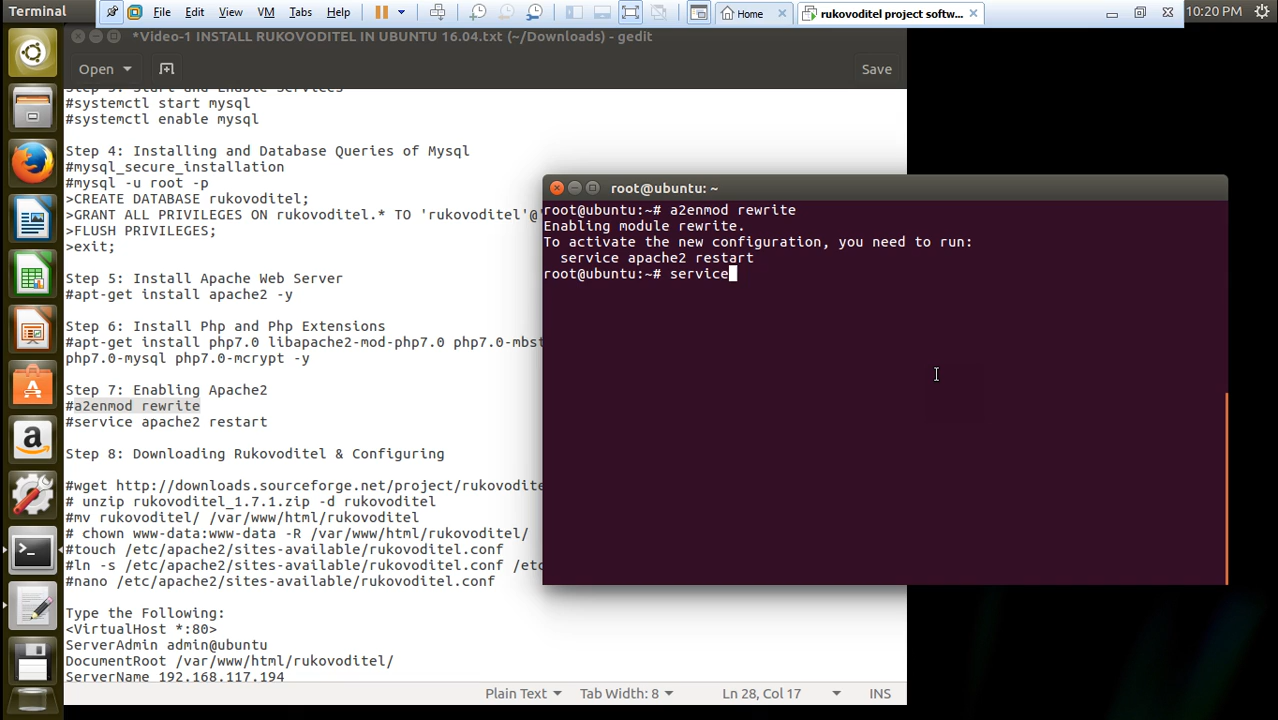 Terminal
File Edit View VM Tabs Help
Home
rukovoditel project softw...
10:20 PM
*Video-1 INSTALL RUKOVODITEL IN UBUNTU 16.04.txt (~/Downloads) - gedit
Open
Save
#systemctl start mysql
#systemctl enable mysql
Step 4: Installing and Database Queries of Mysql
#mysql_secure_installation
#mysql -u root -p
>CREATE DATABASE rukovoditel;
>GRANT ALL PRIVILEGES ON rukovoditel.* TO 'rukovoditel'@'
>FLUSH PRIVILEGES;
>exit;
Step 5: Install Apache Web Server
#apt-get install apache2 -y
Step 6: Install Php and Php Extensions
#apt-get install php7.0 libapache2-mod-php7.0 php7.0-mbst
php7.0-mysql php7.0-mcrypt -y
Step 7: Enabling Apache2
#a2enmod rewrite
#service apache2 restart
Step 8: Downloading Rukovoditel & Configuring
#wget http://downloads.sourceforge.net/project/rukovodite
# unzip rukovoditel_1.7.1.zip -d rukovoditel
#mv rukovoditel/ /var/www/html/rukovoditel
# chown www-data:www-data -R /var/www/html/rukovoditel/
#touch /etc/apache2/sites-available/rukovoditel.conf
#ln -s /etc/apache2/sites-available/rukovoditel.conf /etc
#nano /etc/apache2/sites-available/rukovoditel.conf
Type the Following:
<VirtualHost *:80>
ServerAdmin admin@ubuntu
DocumentRoot /var/www/html/rukovoditel/
ServerName 192.168.117.194
Plain Text
Tab Width: 8
Ln 28, Col 17
INS
root@ubuntu: ~
root@ubuntu:~# a2enmod rewrite
Enabling module rewrite.
To activate the new configuration, you need to run:
service apache2 restart
root@ubuntu:~# service